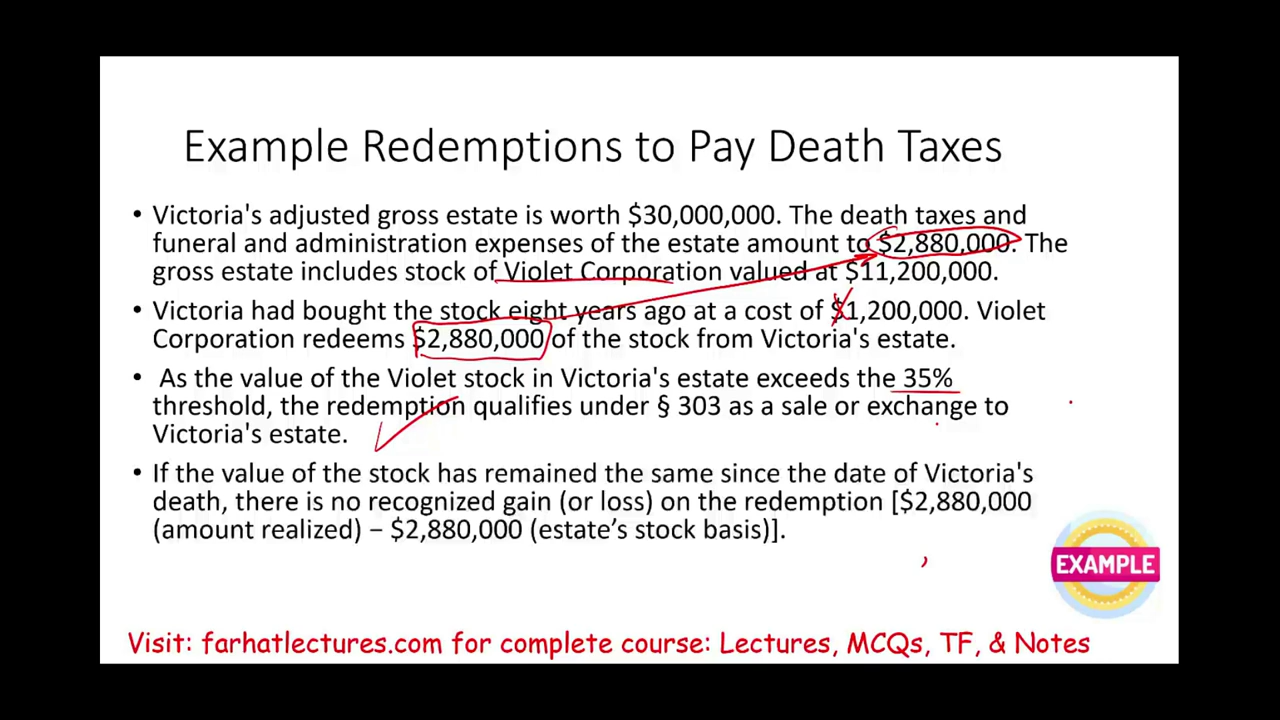 Example Redemptions to Pay Death Taxes
• Victoria's adjusted gross estate is worth $30,000,000. The death taxes and
funeral and administration expenses of the estate amount to $2,880,000. The
gross estate includes stock of Violet Corporation valued at $11,200,000.
• Victoria had bought the stock eight years ago at a cost of $1,200,000. Violet
Corporation redeems $2,880,000 of the stock from Victoria's estate.
• As the value of the Violet stock in Victoria's estate exceeds the 35%
threshold, the redemption qualifies under § 303 as a sale or exchange to
Victoria's estate.
• If the value of the stock has remained the same since the date of Victoria's
death, there is no recognized gain (or loss) on the redemption [$2,880,000
(amount realized) − $2,880,000 (estate’s stock basis)].
EXAMPLE
Visit: farhatlectures.com for complete course: Lectures, MCQs, TF, & Notes